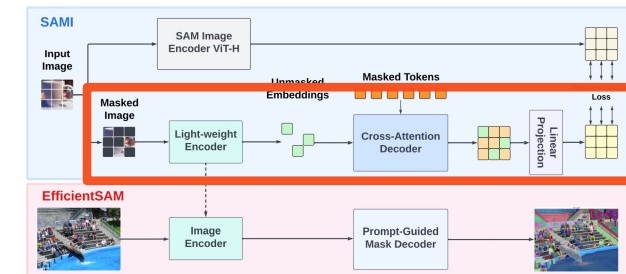 SAMI
SAM Image
Encoder ViT-H
Input
Image
Unmasked
Embeddings
Masked Tokens
Masked
Image
Light-weight
Encoder
Cross-Attention
Decoder
Linear
Projection
Loss
EfficientSAM
Image
Encoder
Prompt-Guided
Mask Decoder